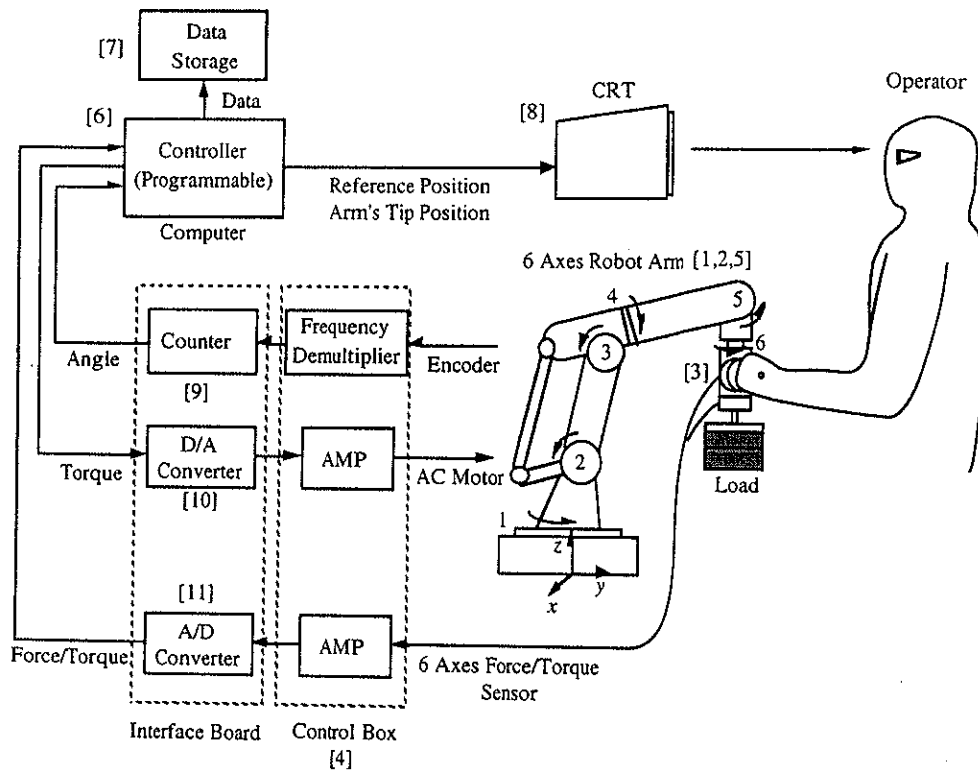 [7]
Data
Storage
Data
[6]
Controller
(Programmable)
Computer
Reference Position
Arm's Tip Position
[8]
CRT
Operator
6 Axes Robot Arm [1,2,5]
4
5
3
6
[3]
2
Load
1
z
y
x
Counter
Frequency
Demultiplier
Encoder
Angle
[9]
D/A
Converter
AMP
Torque
AC Motor
[10]
[11]
A/D
Converter
AMP
Force/Torque
6 Axes Force/Torque
Sensor
Interface Board
Control Box
[4]